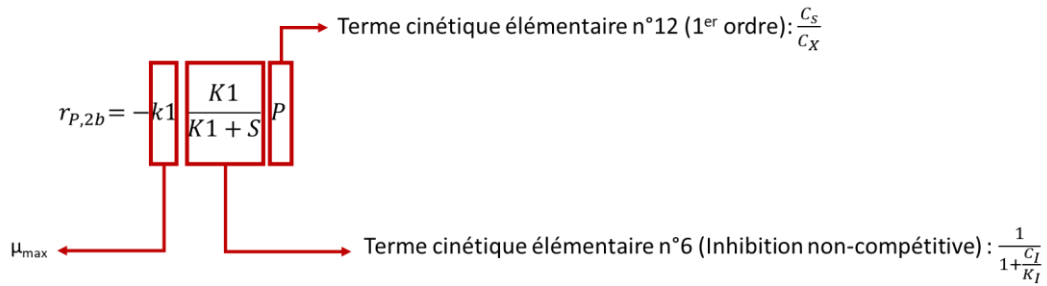 Terme cinétique élémentaire n°12 (1er ordre): C_s/C_X
r_{P,2b} = −k1 K1/(K1 + S) P
μmax
Terme cinétique élémentaire n°6 (Inhibition non-compétitive) : 1/(1+C_I/K_I)